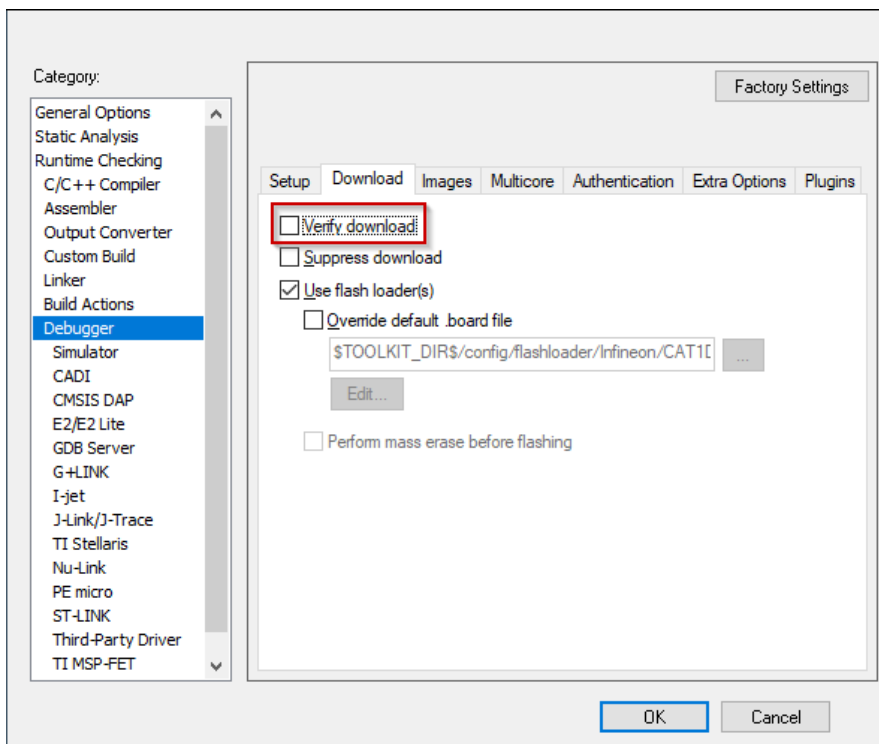 Category:
General Options
Static Analysis
Runtime Checking
C/C++ Compiler
Assembler
Output Converter
Custom Build
Linker
Build Actions
Debugger
Simulator
CADI
CMSIS DAP
E2/E2 Lite
GDB Server
G+LINK
I-jet
J-Link/J-Trace
TI Stellaris
Nu-Link
PE micro
ST-LINK
Third-Party Driver
TI MSP-FET
Factory Settings
Setup Download Images Multicore Authentication Extra Options Plugins
Verify download
Suppress download
Use flash loader(s)
Override default .board file
$TOOLKIT_DIR$/config/flashloader/Infineon/CAT1D
...
Edit...
Perform mass erase before flashing
OK Cancel